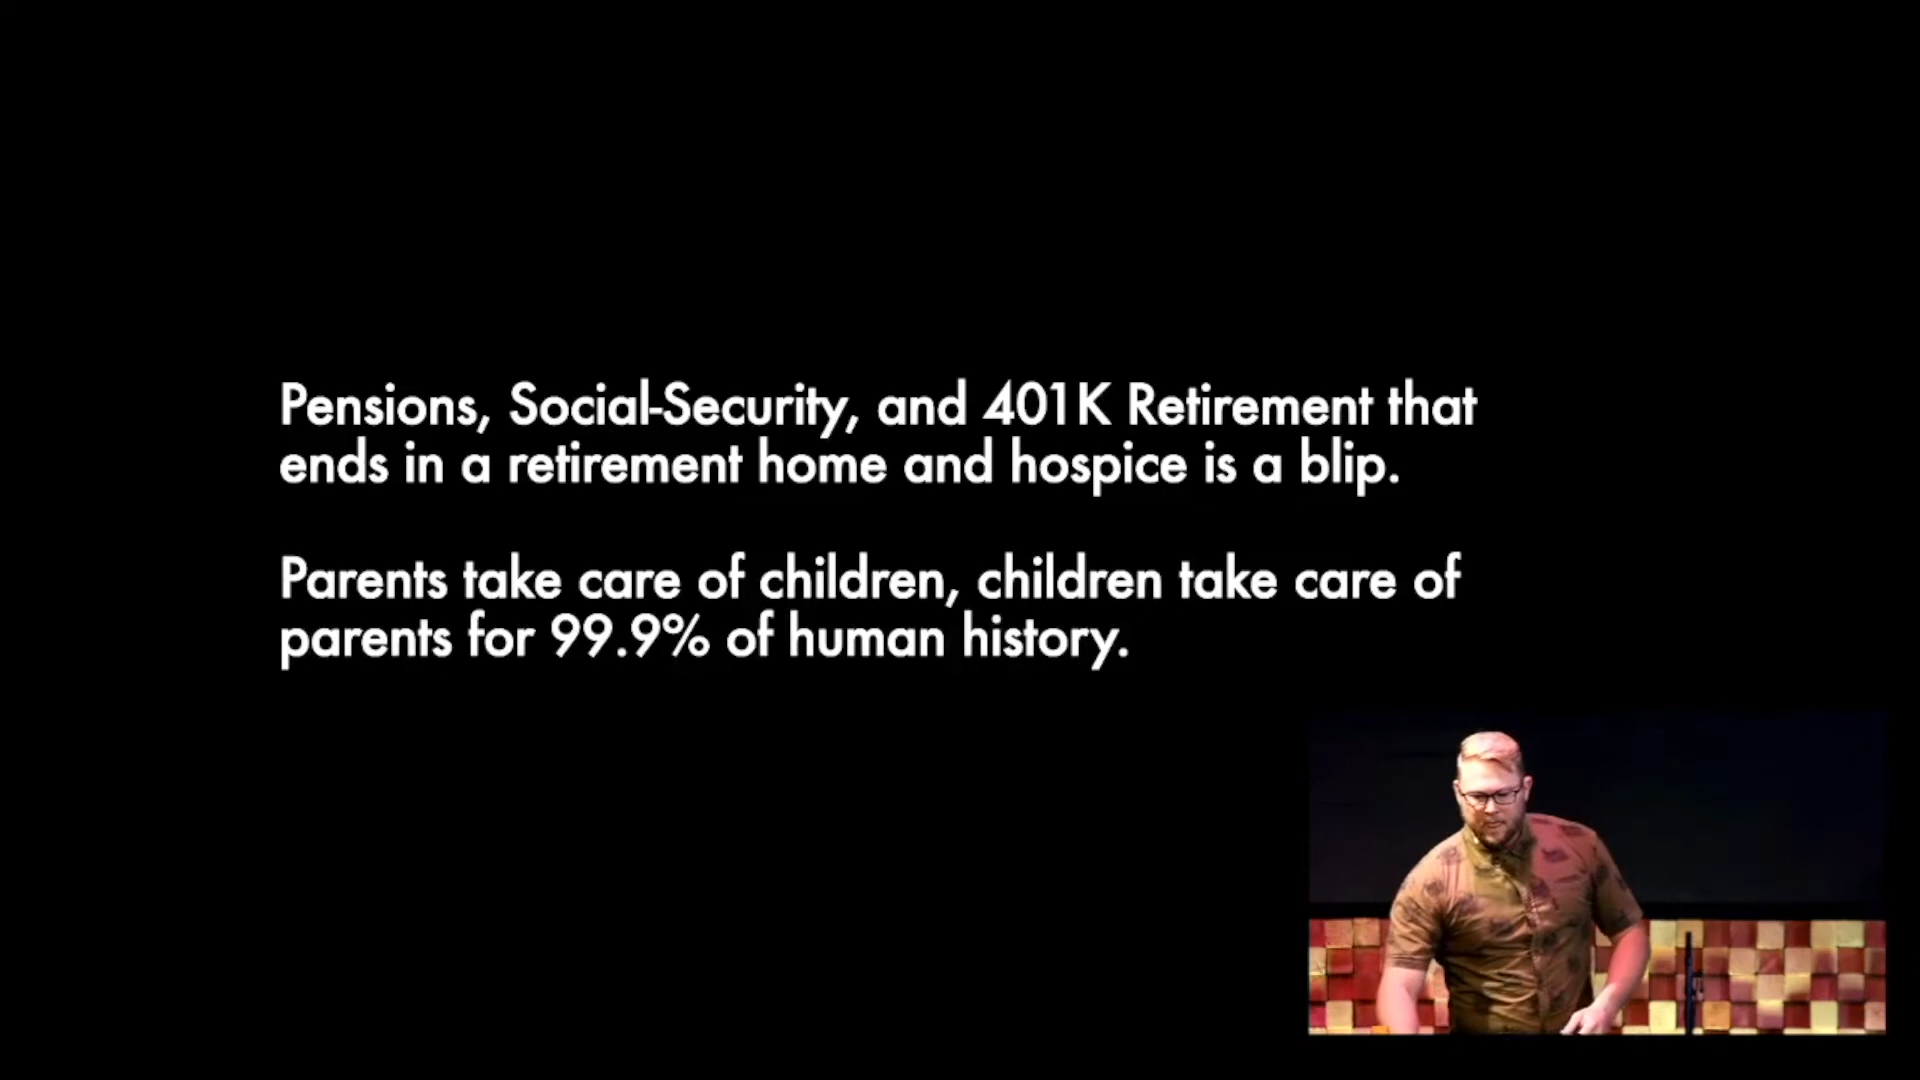 Pensions, Social-Security, and 401K Retirement that
ends in a retirement home and hospice is a blip.
Parents take care of children, children take care of
parents for 99.9% of human history.